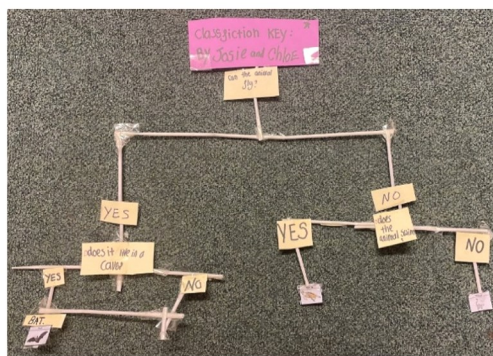 Classfiction KEY:
By Josie and Chloe
Can the animal
fly?
YES
NO
does it live in a
Cave?
YES
NO
BAT
does
the
animal swim
YES
NO